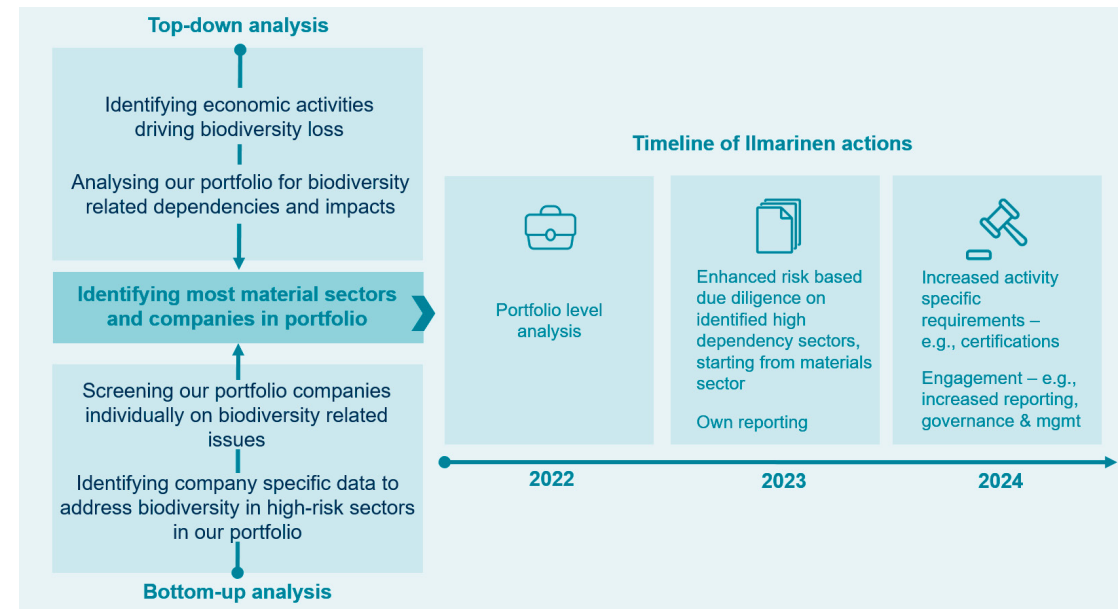 Top-down analysis
Identifying economic activities
driving biodiversity loss
Analysing our portfolio for biodiversity
related dependencies and impacts
Identifying most material sectors
and companies in portfolio
Screening our portfolio companies
individually on biodiversity related
issues
Identifying company specific data to
address biodiversity in high-risk sectors
in our portfolio
Bottom-up analysis
Timeline of Ilmarinen actions
Portfolio level
analysis
2022
Enhanced risk based
due diligence on
identified high
dependency sectors,
starting from materials
sector
Own reporting
2023
Increased activity
specific
requirements –
e.g., certifications
Engagement – e.g.,
increased reporting,
governance & mgmt
2024